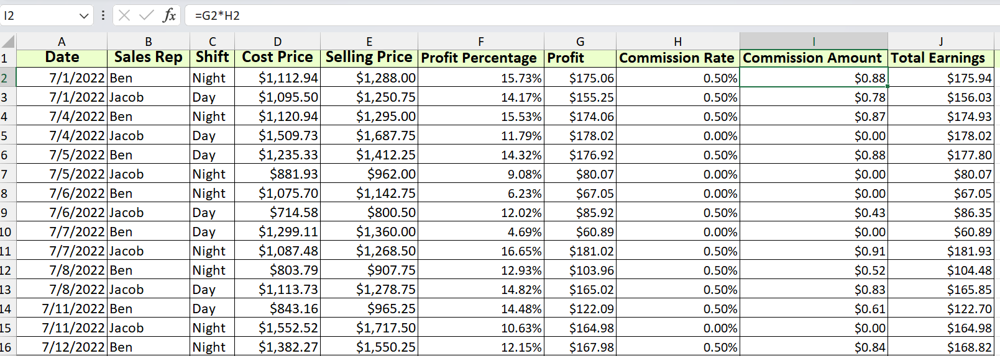 I2 fx =G2*H2
A B C D E F G H I J
1 Date Sales Rep Shift Cost Price Selling Price Profit Percentage Profit Commission Rate Commission Amount Total Earnings
2 7/1/2022 Ben Night $1,112.94 $1,288.00 15.73% $175.06 0.50% $0.88 $175.94
3 7/1/2022 Jacob Day $1,095.50 $1,250.75 14.17% $155.25 0.50% $0.78 $156.03
4 7/4/2022 Ben Night $1,120.94 $1,295.00 15.53% $174.06 0.50% $0.87 $174.93
5 7/4/2022 Jacob Day $1,509.73 $1,687.75 11.79% $178.02 0.00% $0.00 $178.02
6 7/5/2022 Ben Day $1,235.33 $1,412.25 14.32% $176.92 0.50% $0.88 $177.80
7 7/5/2022 Jacob Night $881.93 $962.00 9.08% $80.07 0.00% $0.00 $80.07
8 7/6/2022 Ben Night $1,075.70 $1,142.75 6.23% $67.05 0.00% $0.00 $67.05
9 7/6/2022 Jacob Day $714.58 $800.50 12.02% $85.92 0.50% $0.43 $86.35
10 7/7/2022 Ben Day $1,299.11 $1,360.00 4.69% $60.89 0.00% $0.00 $60.89
11 7/7/2022 Jacob Night $1,087.48 $1,268.50 16.65% $181.02 0.50% $0.91 $181.93
12 7/8/2022 Ben Night $803.79 $907.75 12.93% $103.96 0.50% $0.52 $104.48
13 7/8/2022 Jacob Day $1,113.73 $1,278.75 14.82% $165.02 0.50% $0.83 $165.85
14 7/11/2022 Ben Day $843.16 $965.25 14.48% $122.09 0.50% $0.61 $122.70
15 7/11/2022 Jacob Night $1,552.52 $1,717.50 10.63% $164.98 0.00% $0.00 $164.98
16 7/12/2022 Ben Night $1,382.27 $1,550.25 12.15% $167.98 0.50% $0.84 $168.82